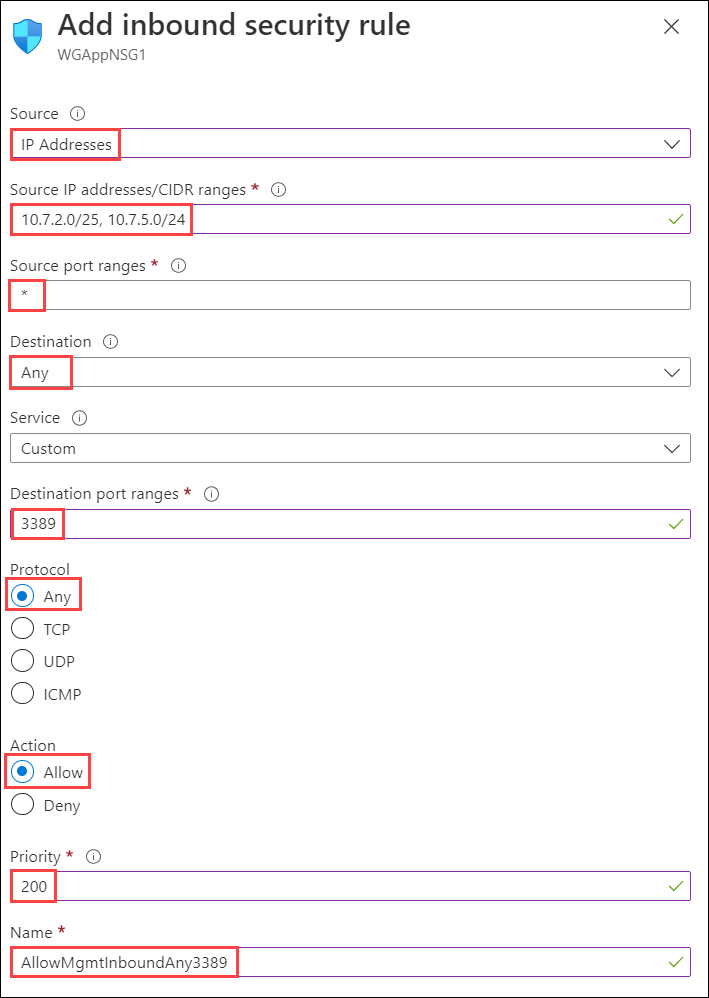 Add inbound security rule
WGAppNSG1
Source
IP Addresses
Source IP addresses/CIDR ranges *
10.7.2.0/25, 10.7.5.0/24
Source port ranges *
*
Destination
Any
Service
Custom
Destination port ranges *
3389
Protocol
Any
TCP
UDP
ICMP
Action
Allow
Deny
Priority *
200
Name *
AllowMgmtInboundAny3389